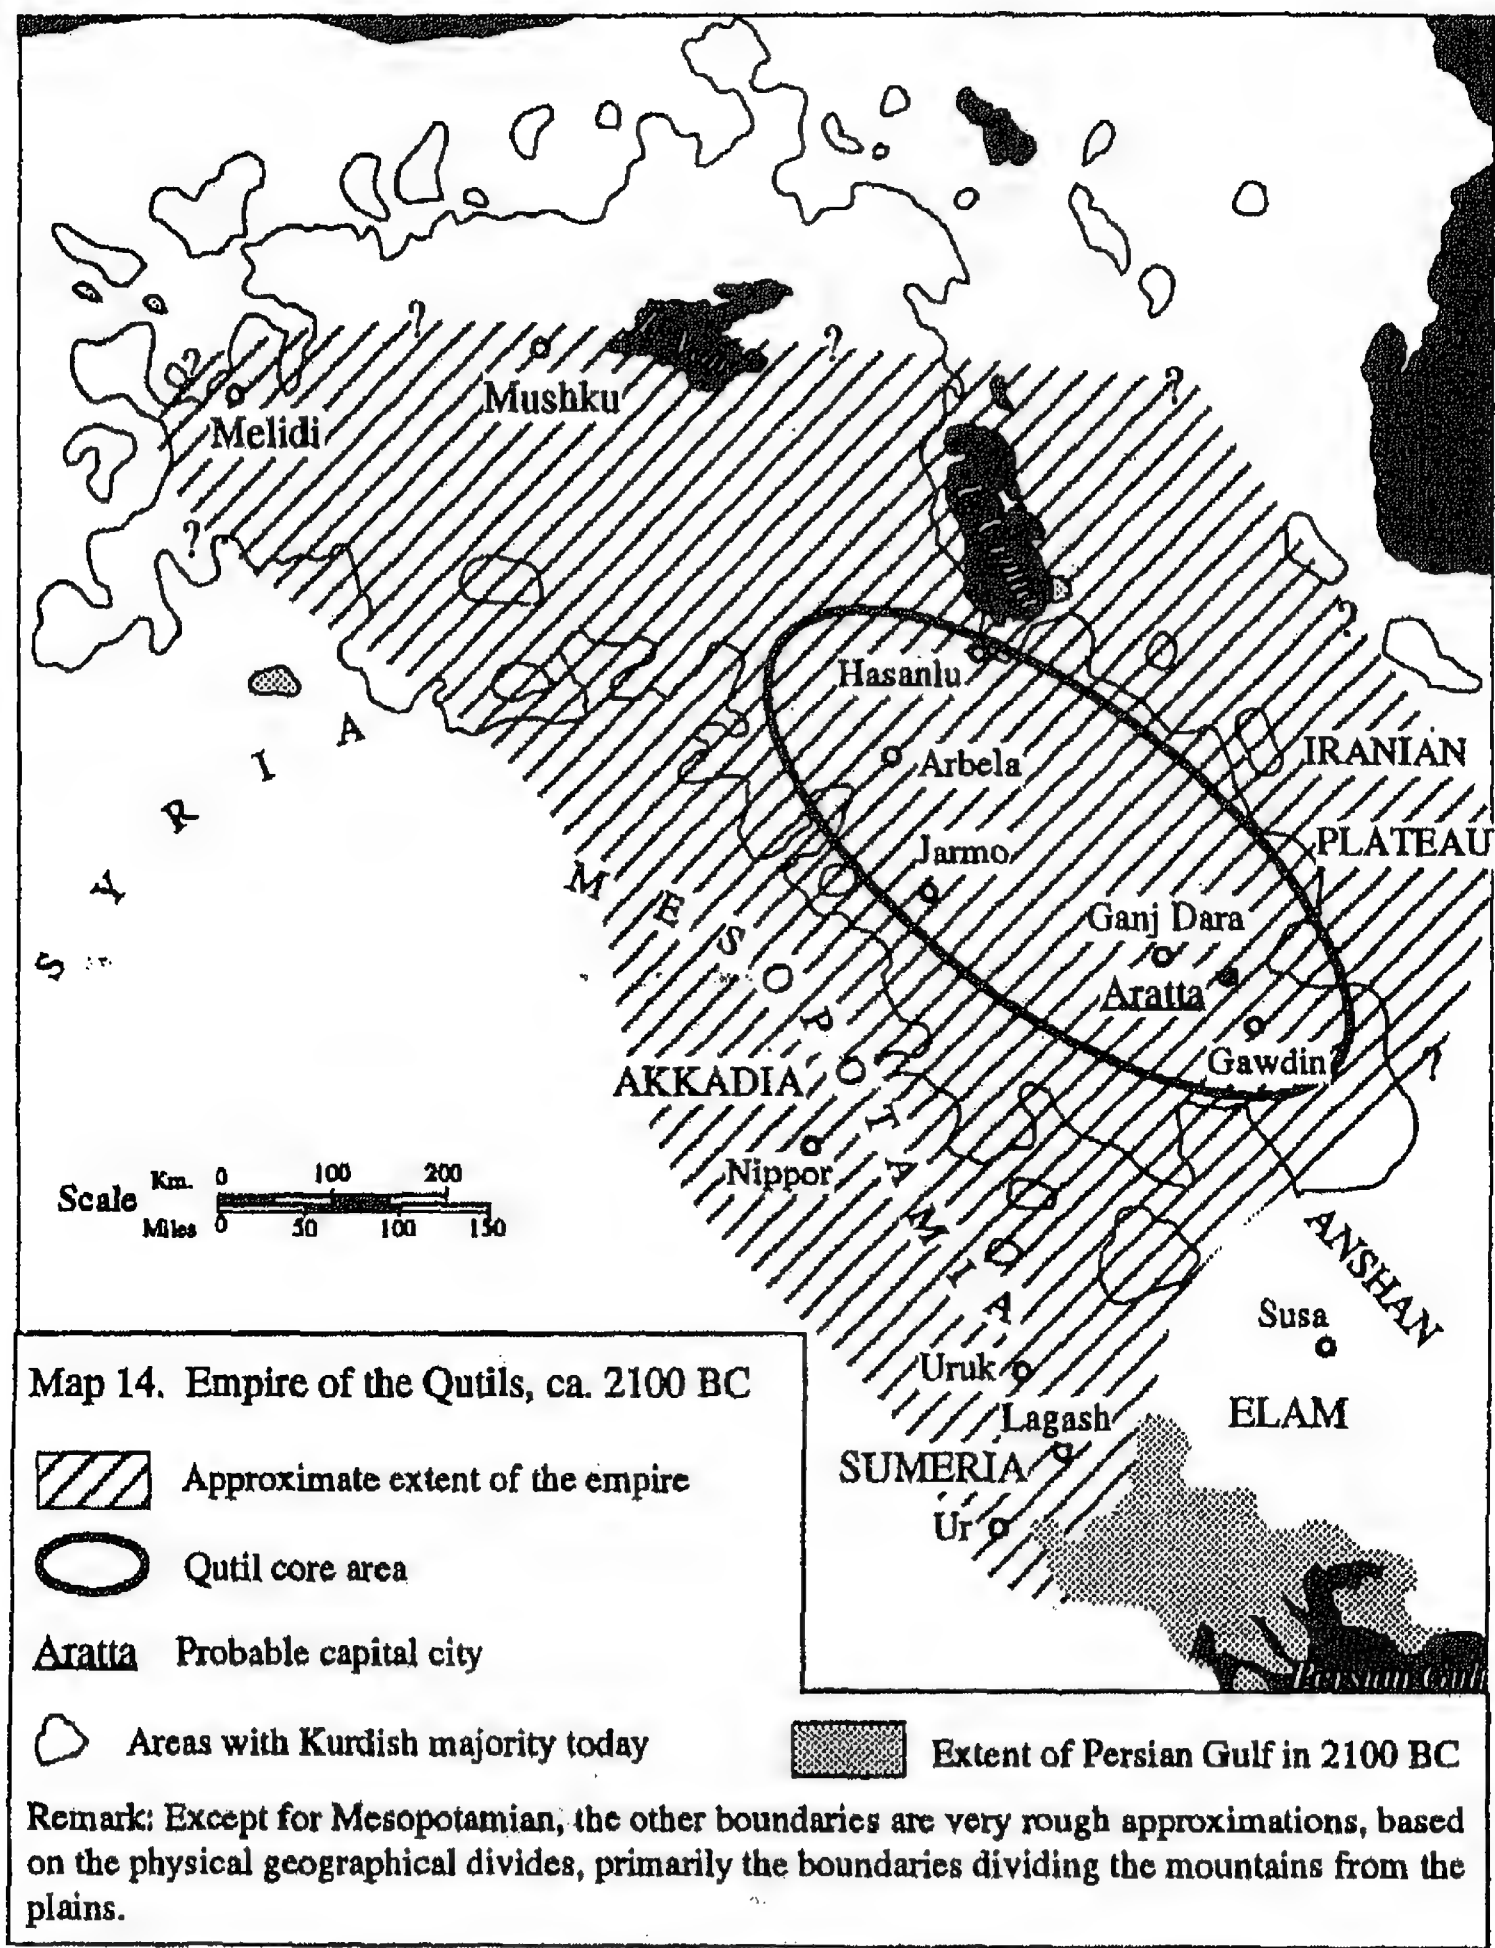 ?
?
?
?
Mushku
Melidi
?
L. Urmia
?
Hasanlu
SYRIA
Arbela
IRANIAN
PLATEAU
Jarmo
MESOPOTAMIA
Ganj Dara
Aratta
Gawdin
?
AKKADIA
Nippor
Scale Km. 0 100 200
Miles 0 50 100 150
ANSHAN
Susa
Uruk
Lagash
ELAM
SUMERIA
Ur
Persian Gulf
Map 14. Empire of the Qutils, ca. 2100 BC
Approximate extent of the empire
Qutil core area
Aratta Probable capital city
Areas with Kurdish majority today
Extent of Persian Gulf in 2100 BC
Remark: Except for Mesopotamian, the other boundaries are very rough approximations, based
on the physical geographical divides, primarily the boundaries dividing the mountains from the
plains.